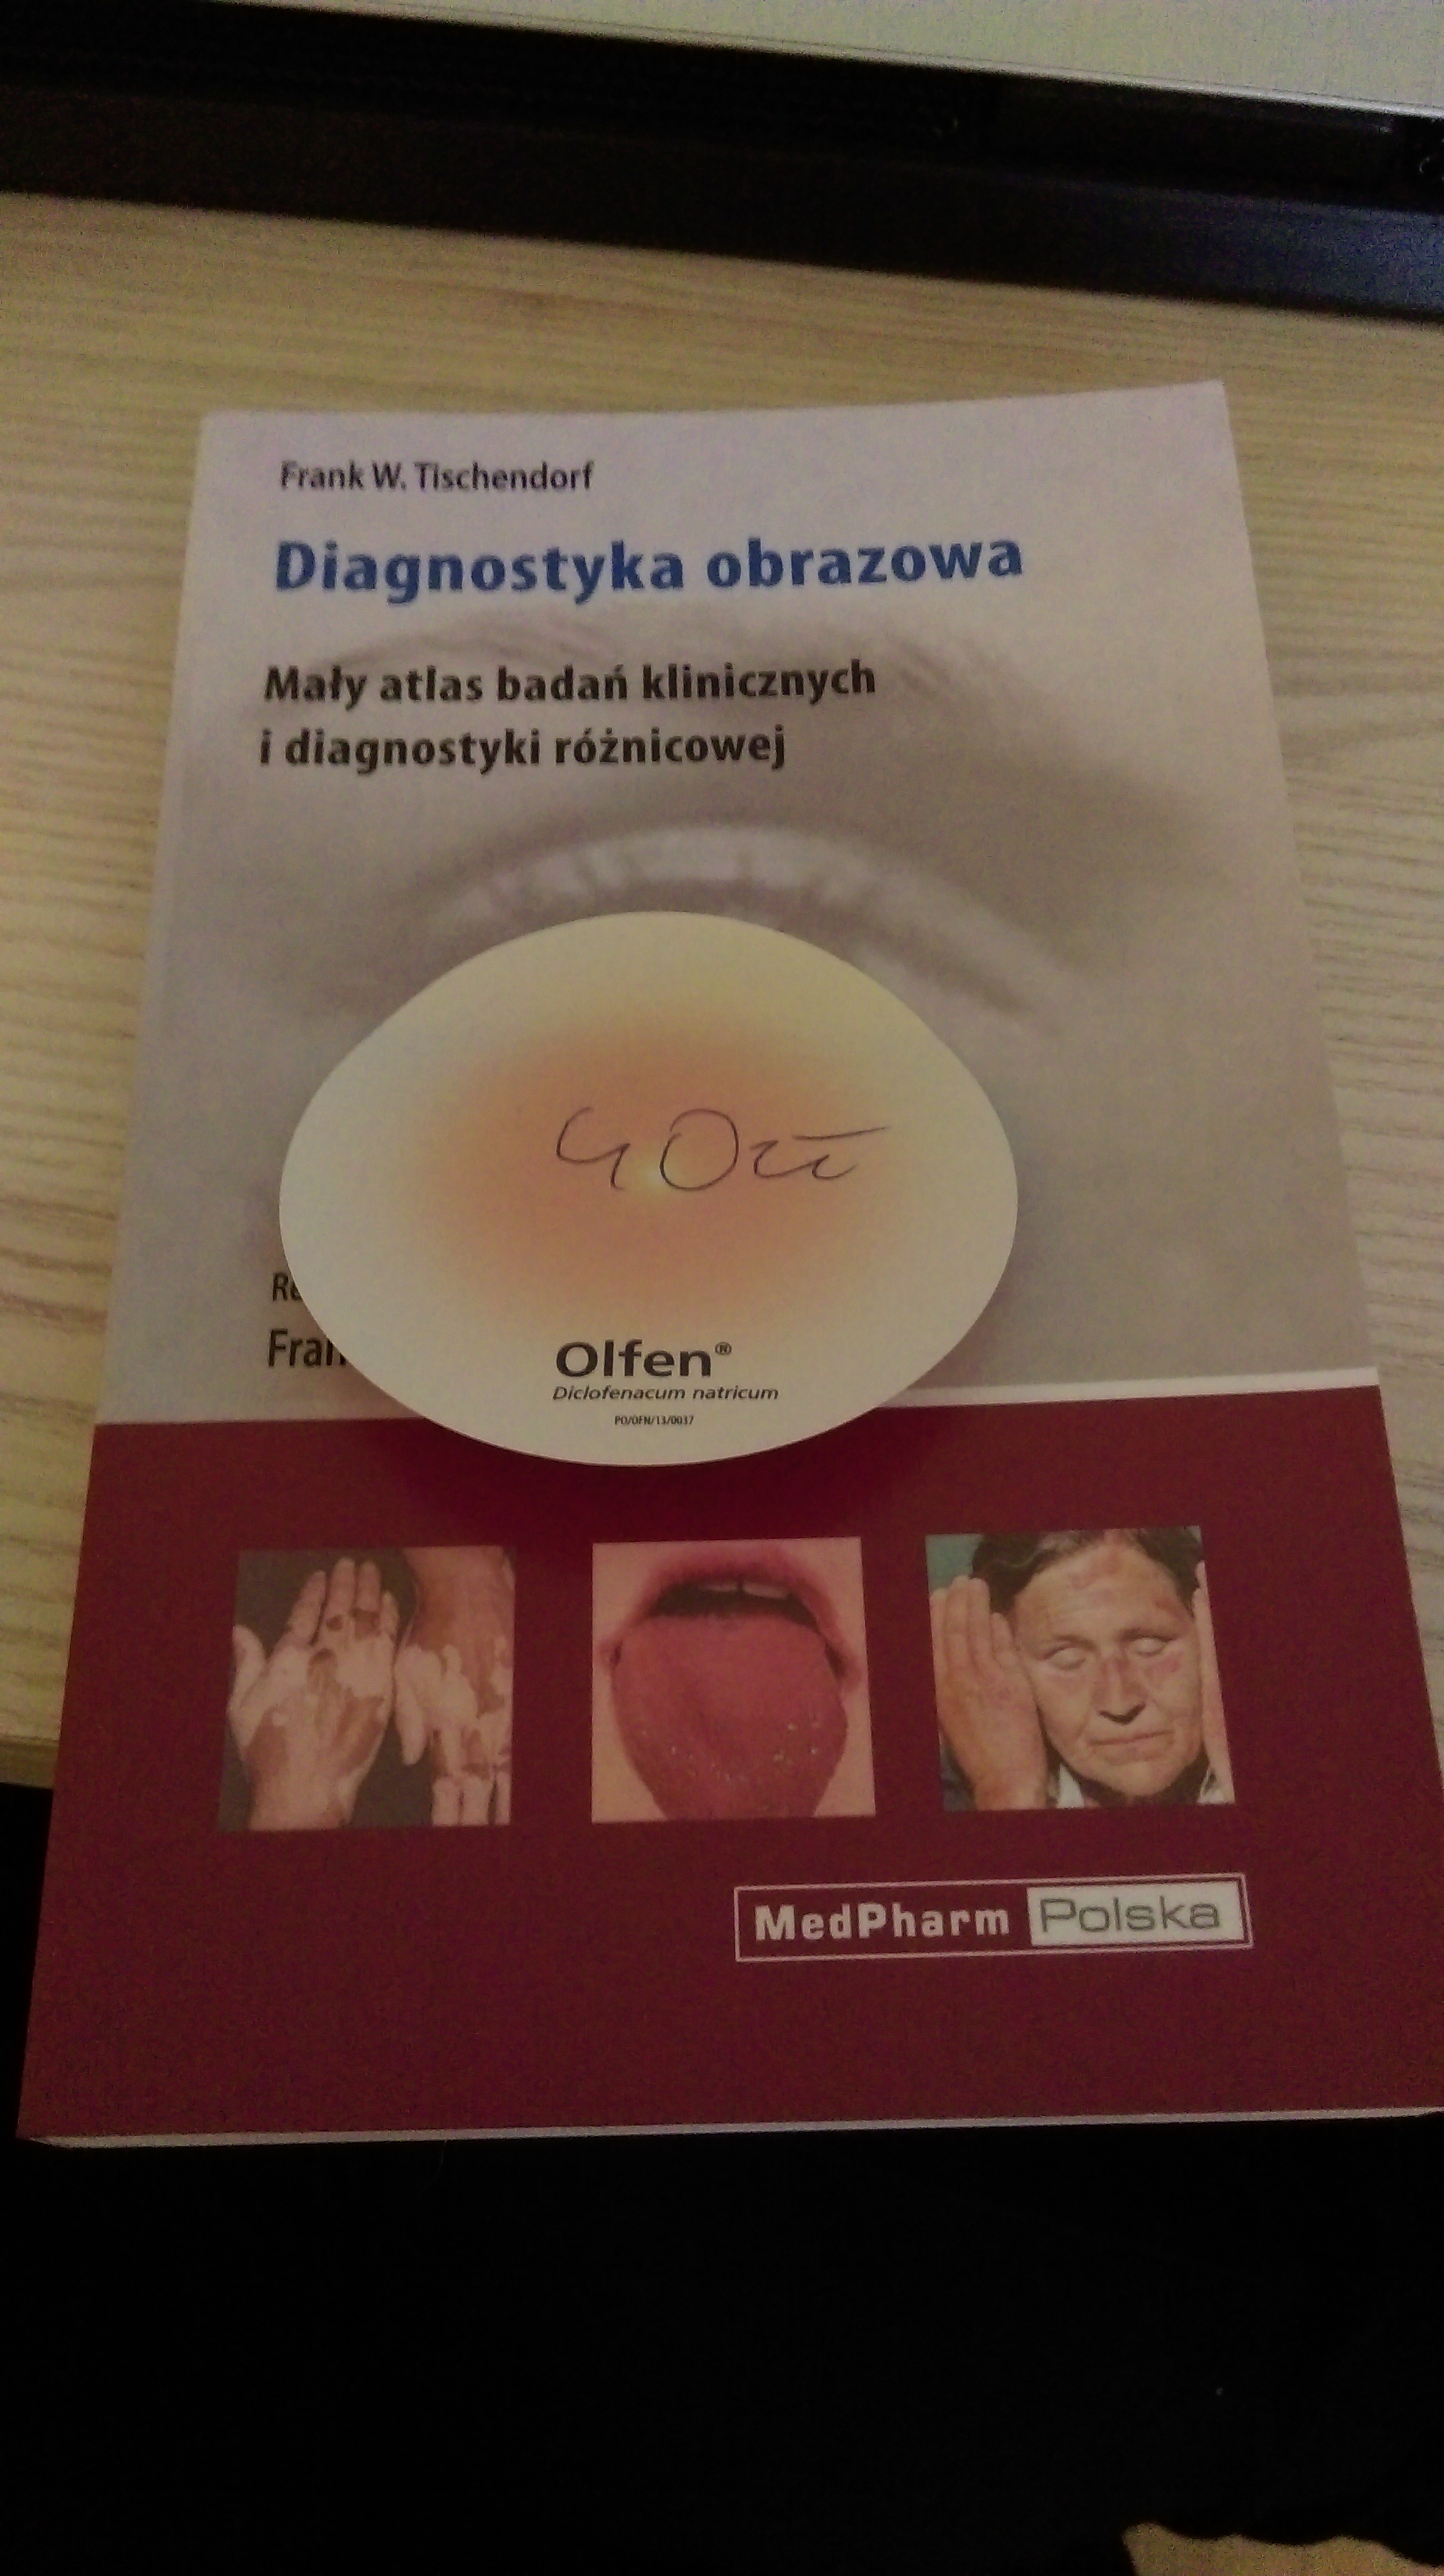 Frank W. Tischendorf
Diagnostyka obrazowa
Mały atlas badań klinicznych
i diagnostyki różnicowej
40zł
Olfen®
Diclofenacum natricum
PO/OFN/13/0037
MedPharm Polska